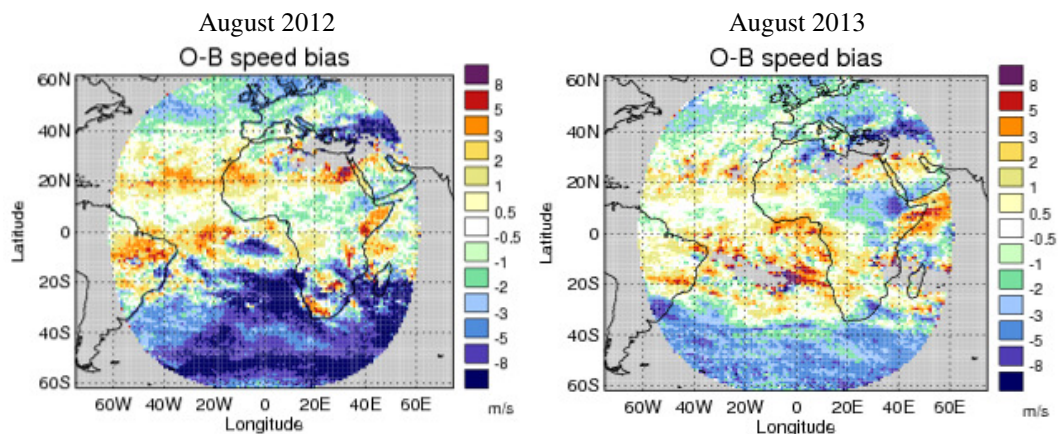 August 2012
O-B speed bias
60N
40N
20N
0
20S
40S
60S
Latitude
60W 40W 20W 0 20E 40E 60E
Longitude
8
5
3
2
1
0.5
-0.5
-1
-2
-3
-5
-8
m/s
August 2013
O-B speed bias
60N
40N
20N
0
20S
40S
60S
Latitude
60W 40W 20W 0 20E 40E 60E
Longitude
8
5
3
2
1
0.5
-0.5
-1
-2
-3
-5
-8
m/s